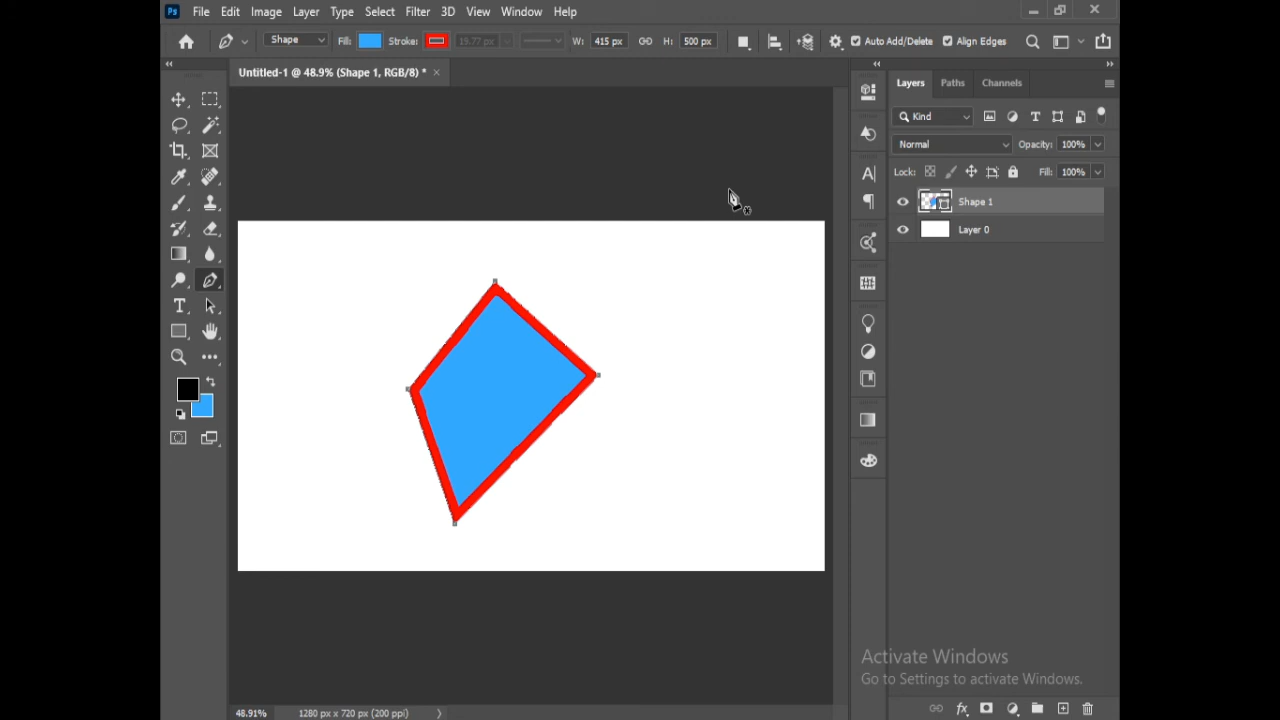 Ps File Edit Image Layer Type Select Filter 3D View Window Help
Shape Fill: Stroke: 19.77 px W: 415 px H: 500 px Auto Add/Delete Align Edges
Untitled-1 @ 48.9% (Shape 1, RGB/8) * ×
Layers Paths Channels
Kind
Normal Opacity: 100%
Lock: Fill: 100%
Shape 1
Layer 0
Activate Windows
Go to Settings to activate Windows.
48.91% 1280 px x 720 px (200 ppi)